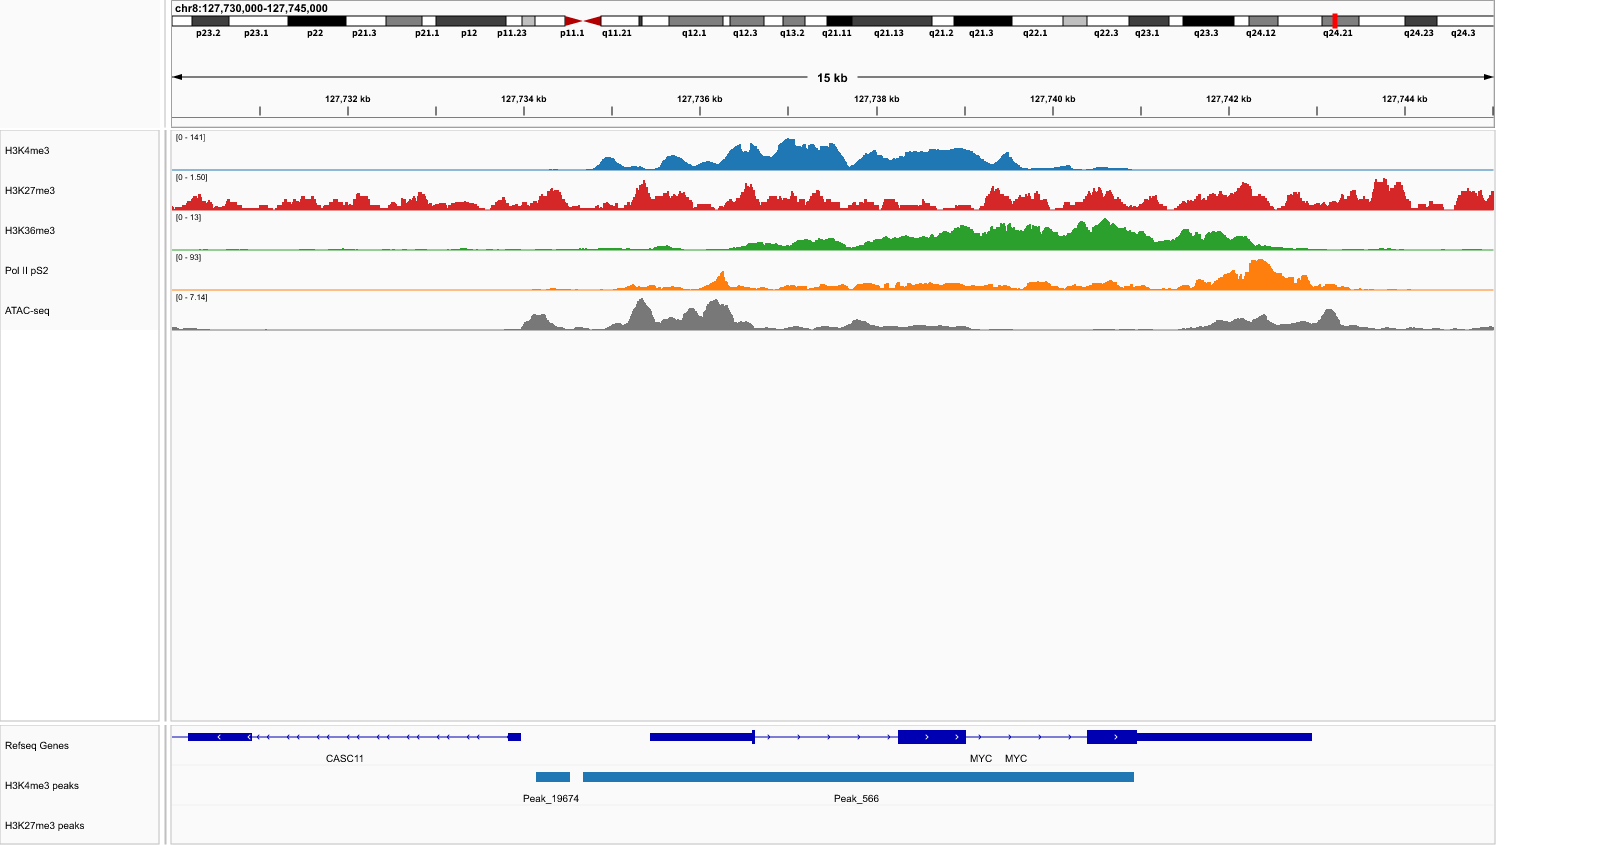 chr8:127,730,000-127,745,000
p23.2 p23.1 p22 p21.3 p21.1 p12 p11.23 p11.1 q11.21 q12.1 q12.3 q13.2 q21.11 q21.13 q21.2 q21.3 q22.1 q22.3 q23.1 q23.3 q24.12 q24.21 q24.23 q24.3
15 kb
127,732 kb 127,734 kb 127,736 kb 127,738 kb 127,740 kb 127,742 kb 127,744 kb
[0 - 141]
H3K4me3
[0 - 1.50]
H3K27me3
[0 - 13]
H3K36me3
[0 - 93]
Pol II pS2
[0 - 7.14]
ATAC-seq
Refseq Genes
CASC11 MYC MYC
H3K4me3 peaks
Peak_19674 Peak_566
H3K27me3 peaks